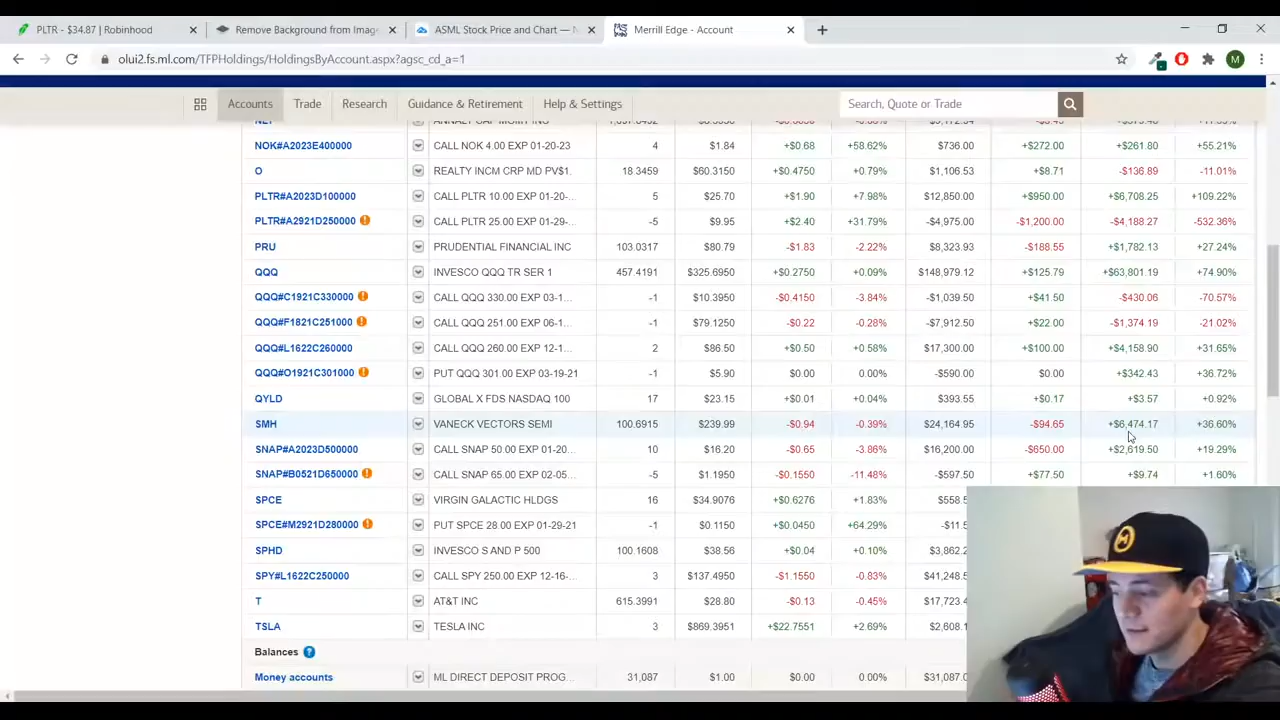 PLTR - $34.87 | Robinhood
Remove Background from Imag
ASML Stock Price and Chart —
Merrill Edge - Account
olui2.fs.ml.com/TFPHoldings/HoldingsByAccount.aspx?agsc_cd_a=1
M
Accounts Trade Research Guidance & Retirement Help & Settings Search, Quote or Trade
NOK#A2023E400000 CALL NOK 4.00 EXP 01-20-23 4 $1.84 +$0.68 +58.62% $736.00 +$272.00 +$261.80 +55.21%
O REALTY INCM CRP MD PV$1. 18.3459 $60.3150 +$0.4750 +0.79% $1,106.53 +$8.71 -$136.89 -11.01%
PLTR#A2023D100000 CALL PLTR 10.00 EXP 01-20-... 5 $25.70 +$1.90 +7.98% $12,850.00 +$950.00 +$6,708.25 +109.22%
PLTR#A2921D250000 CALL PLTR 25.00 EXP 01-29-... -5 $9.95 +$2.40 +31.79% -$4,975.00 -$1,200.00 -$4,188.27 -532.36%
PRU PRUDENTIAL FINANCIAL INC 103.0317 $80.79 -$1.83 -2.22% $8,323.93 -$188.55 +$1,782.13 +27.24%
QQQ INVESCO QQQ TR SER 1 457.4191 $325.6950 +$0.2750 +0.09% $148,979.12 +$125.79 +$63,801.19 +74.90%
QQQ#C1921C330000 CALL QQQ 330.00 EXP 03-1... -1 $10.3950 -$0.4150 -3.84% -$1,039.50 +$41.50 -$430.06 -70.57%
QQQ#F1821C251000 CALL QQQ 251.00 EXP 06-1... -1 $79.1250 -$0.22 -0.28% -$7,912.50 +$22.00 -$1,374.19 -21.02%
QQQ#L1622C260000 CALL QQQ 260.00 EXP 12-1... 2 $86.50 +$0.50 +0.58% $17,300.00 +$100.00 +$4,158.90 +31.65%
QQQ#O1921C301000 PUT QQQ 301.00 EXP 03-19-21 -1 $5.90 $0.00 0.00% -$590.00 $0.00 +$342.43 +36.72%
QYLD GLOBAL X FDS NASDAQ 100 17 $23.15 +$0.01 +0.04% $393.55 +$0.17 +$3.57 +0.92%
SMH VANECK VECTORS SEMI 100.6915 $239.99 -$0.94 -0.39% $24,164.95 -$94.65 +$6,474.17 +36.60%
SNAP#A2023D500000 CALL SNAP 50.00 EXP 01-20... 10 $16.20 -$0.65 -3.86% $16,200.00 -$650.00 +$2,619.50 +19.29%
SNAP#B0521D650000 CALL SNAP 65.00 EXP 02-05... -5 $1.1950 -$0.1550 -11.48% -$597.50 +$77.50 +$9.74 +1.60%
SPCE VIRGIN GALACTIC HLDGS 16 $34.9076 +$0.6276 +1.83% $558.5
SPCE#M2921D280000 PUT SPCE 28.00 EXP 01-29-21 -1 $0.1150 +$0.0450 +64.29% -$11.5
SPHD INVESCO S AND P 500 100.1608 $38.56 +$0.04 +0.10% $3,862.2
SPY#L1622C250000 CALL SPY 250.00 EXP 12-16-... 3 $137.4950 -$1.1550 -0.83% $41,248.5
T AT&T INC 615.3991 $28.80 -$0.13 -0.45% $17,723.4
TSLA TESLA INC 3 $869.3951 +$22.7551 +2.69% $2,608.1
Balances ?
Money accounts ML DIRECT DEPOSIT PROG... 31,087 $1.00 $0.00 0.00% $31,087.0